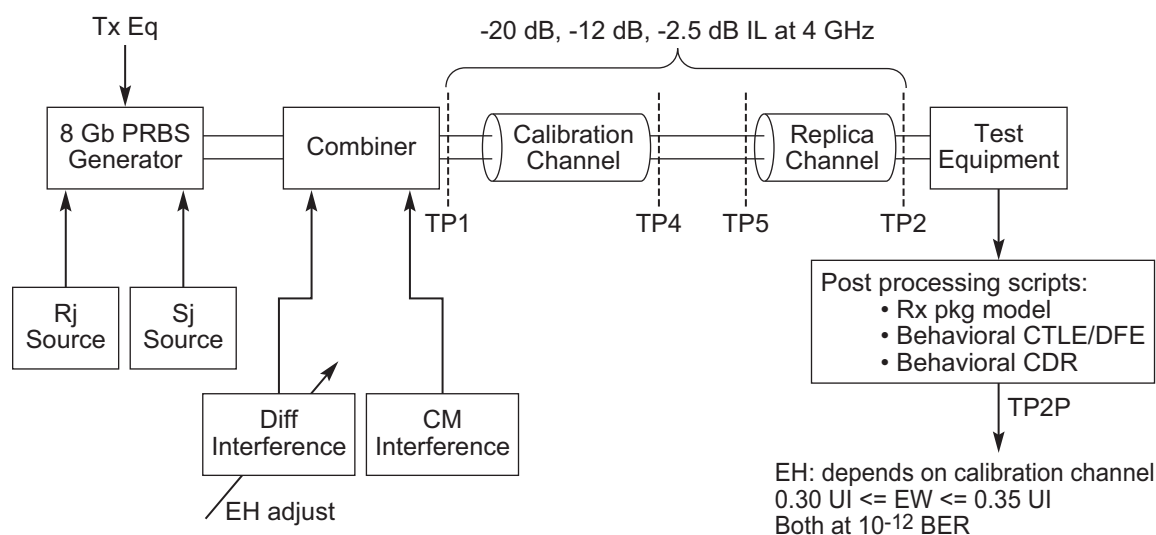 Tx Eq
-20 dB, -12 dB, -2.5 dB IL at 4 GHz
8 Gb PRBS
Generator
Combiner
Calibration
Channel
Replica
Channel
Test
Equipment
TP1
TP4
TP5
TP2
Rj
Source
Sj
Source
Post processing scripts:
• Rx pkg model
• Behavioral CTLE/DFE
• Behavioral CDR
Diff
Interference
CM
Interference
TP2P
EH adjust
EH: depends on calibration channel
0.30 UI <= EW <= 0.35 UI
Both at 10-12 BER